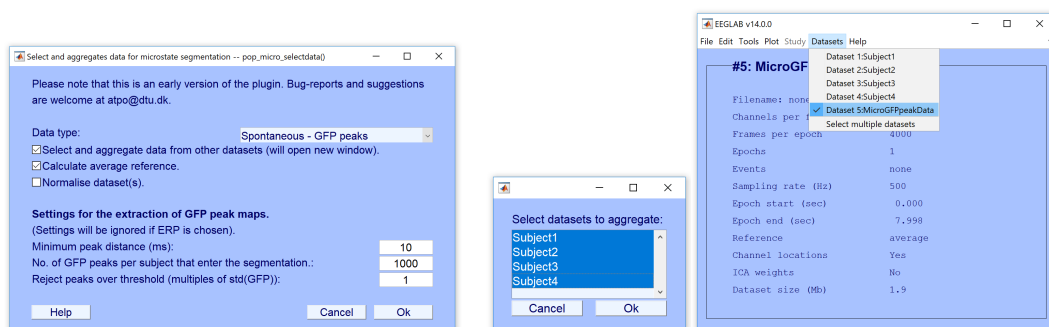 Select and aggregates data for microstate segmentation -- pop_micro_selectdata()
Please note that this is an early version of the plugin. Bug-reports and suggestions
are welcome at atpo@dtu.dk.
Data type:
Spontaneous - GFP peaks
Select and aggregate data from other datasets (will open new window).
Calculate average reference.
Normalise dataset(s).
Settings for the extraction of GFP peak maps.
(Settings will be ignored if ERP is chosen).
Minimum peak distance (ms): 10
No. of GFP peaks per subject that enter the segmentation.: 1000
Reject peaks over threshold (multiples of std(GFP)): 1
Help Cancel Ok
Select datasets to aggregate:
Subject1
Subject2
Subject3
Subject4
Cancel Ok
EEGLAB v14.0.0
File Edit Tools Plot Study Datasets Help
Dataset 1:Subject1
Dataset 2:Subject2
Dataset 3:Subject3
Dataset 4:Subject4
Dataset 5:MicroGFPpeakData
Select multiple datasets
#5: MicroGF
Filename: none
Channels per f
Frames per epoch 4000
Epochs 1
Events none
Sampling rate (Hz) 500
Epoch start (sec) 0.000
Epoch end (sec) 7.998
Reference average
Channel locations Yes
ICA weights No
Dataset size (Mb) 1.9